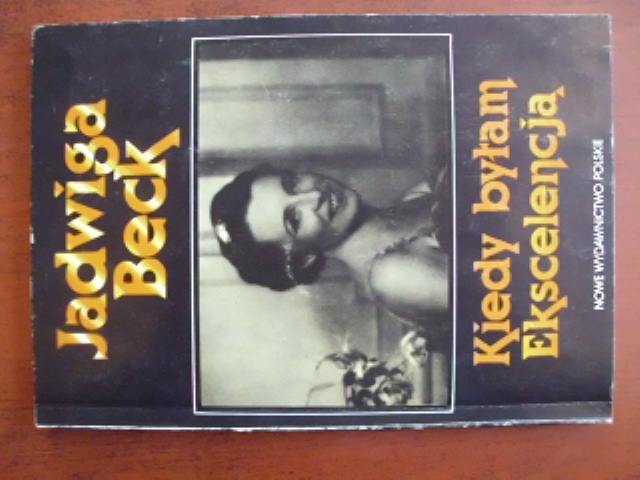 Jadwiga
Beck
Kiedy byłam
Ekscelencją
NOWE WYDAWNICTWO POLSKIE